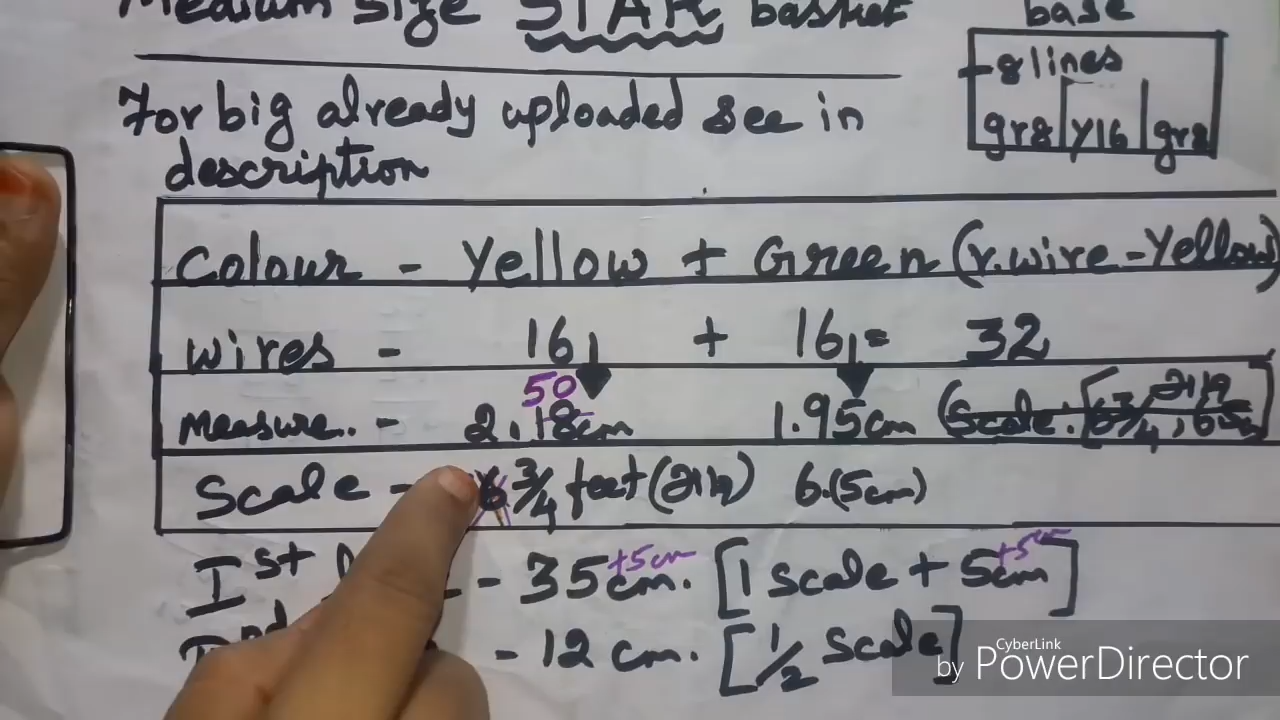 Medium size STAR basket
base
8 lines
gr8 Y16 gr8
For big already uploaded see in
description
Colour - Yellow + Green (r.wire - Yellow)
Wires - 16 + 16 = 32
50
Measure. - 2.18cm 1.95cm (Scale.
Scale - 3/4 feet 6.(5cm)
+5cm +5cm
Ist - 35cm. [1 scale + 5cm]
- 12 cm. [1/2 scale]
CyberLink
by PowerDirector